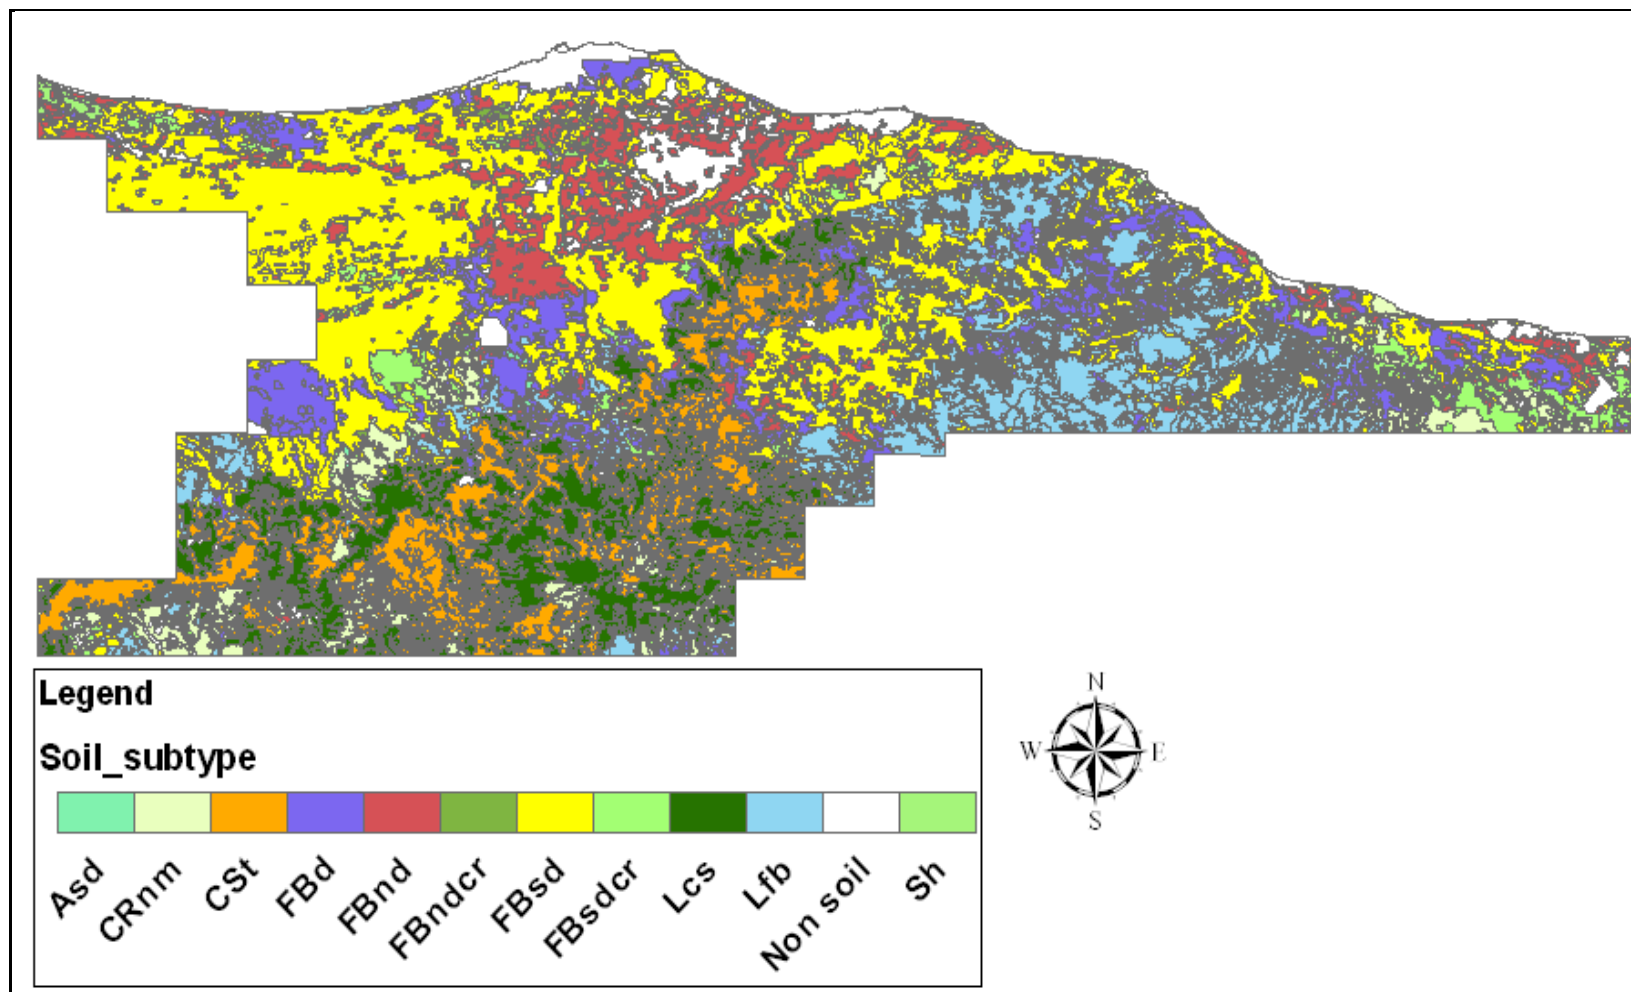 Legend
Soil_subtype
Asd
CRnm
CSt
FBd
FBnd
FBndcr
FBsd
FBsdcr
Lcs
Lfb
Non soil
Sh
N
W
E
S